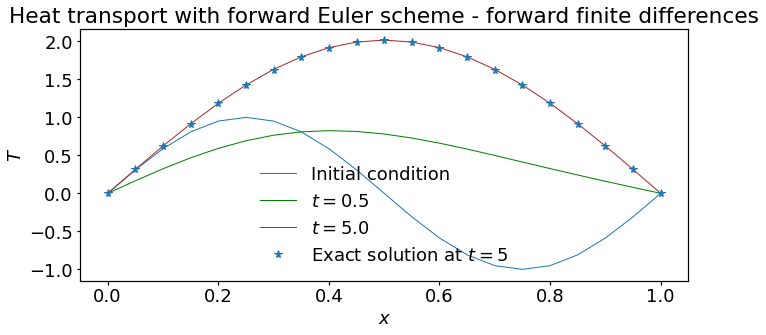 Heat transport with forward Euler scheme - forward finite differences
2.0
1.5
1.0
0.5
0.0
−0.5
−1.0
T
Initial condition
t = 0.5
t = 5.0
Exact solution at t = 5
0.0 0.2 0.4 0.6 0.8 1.0
x